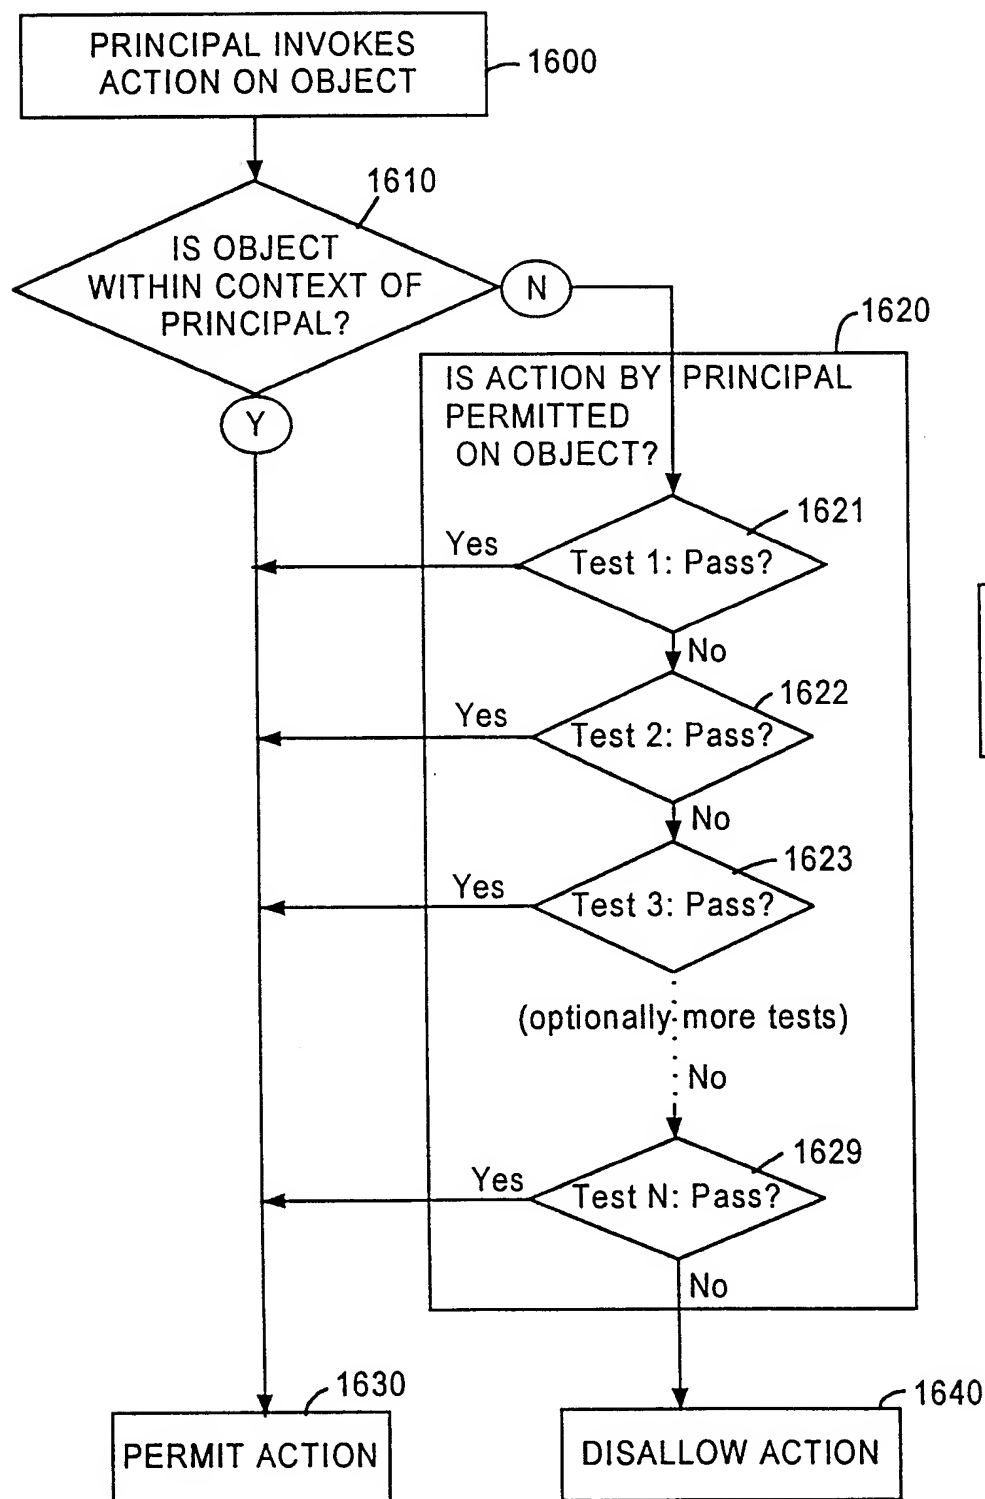 PRINCIPAL INVOKES
ACTION ON OBJECT
1600
1610
IS OBJECT
WITHIN CONTEXT OF
PRINCIPAL?
N
Y
1620
IS ACTION BY PRINCIPAL
PERMITTED
ON OBJECT?
1621
Yes
Test 1: Pass?
No
1622
Yes
Test 2: Pass?
No
1623
Yes
Test 3: Pass?
(optionally more tests)
No
1629
Yes
Test N: Pass?
No
1630
PERMIT ACTION
1640
DISALLOW ACTION